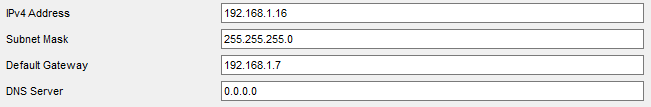 IPv4 Address 192.168.1.16
Subnet Mask 255.255.255.0
Default Gateway 192.168.1.7
DNS Server 0.0.0.0